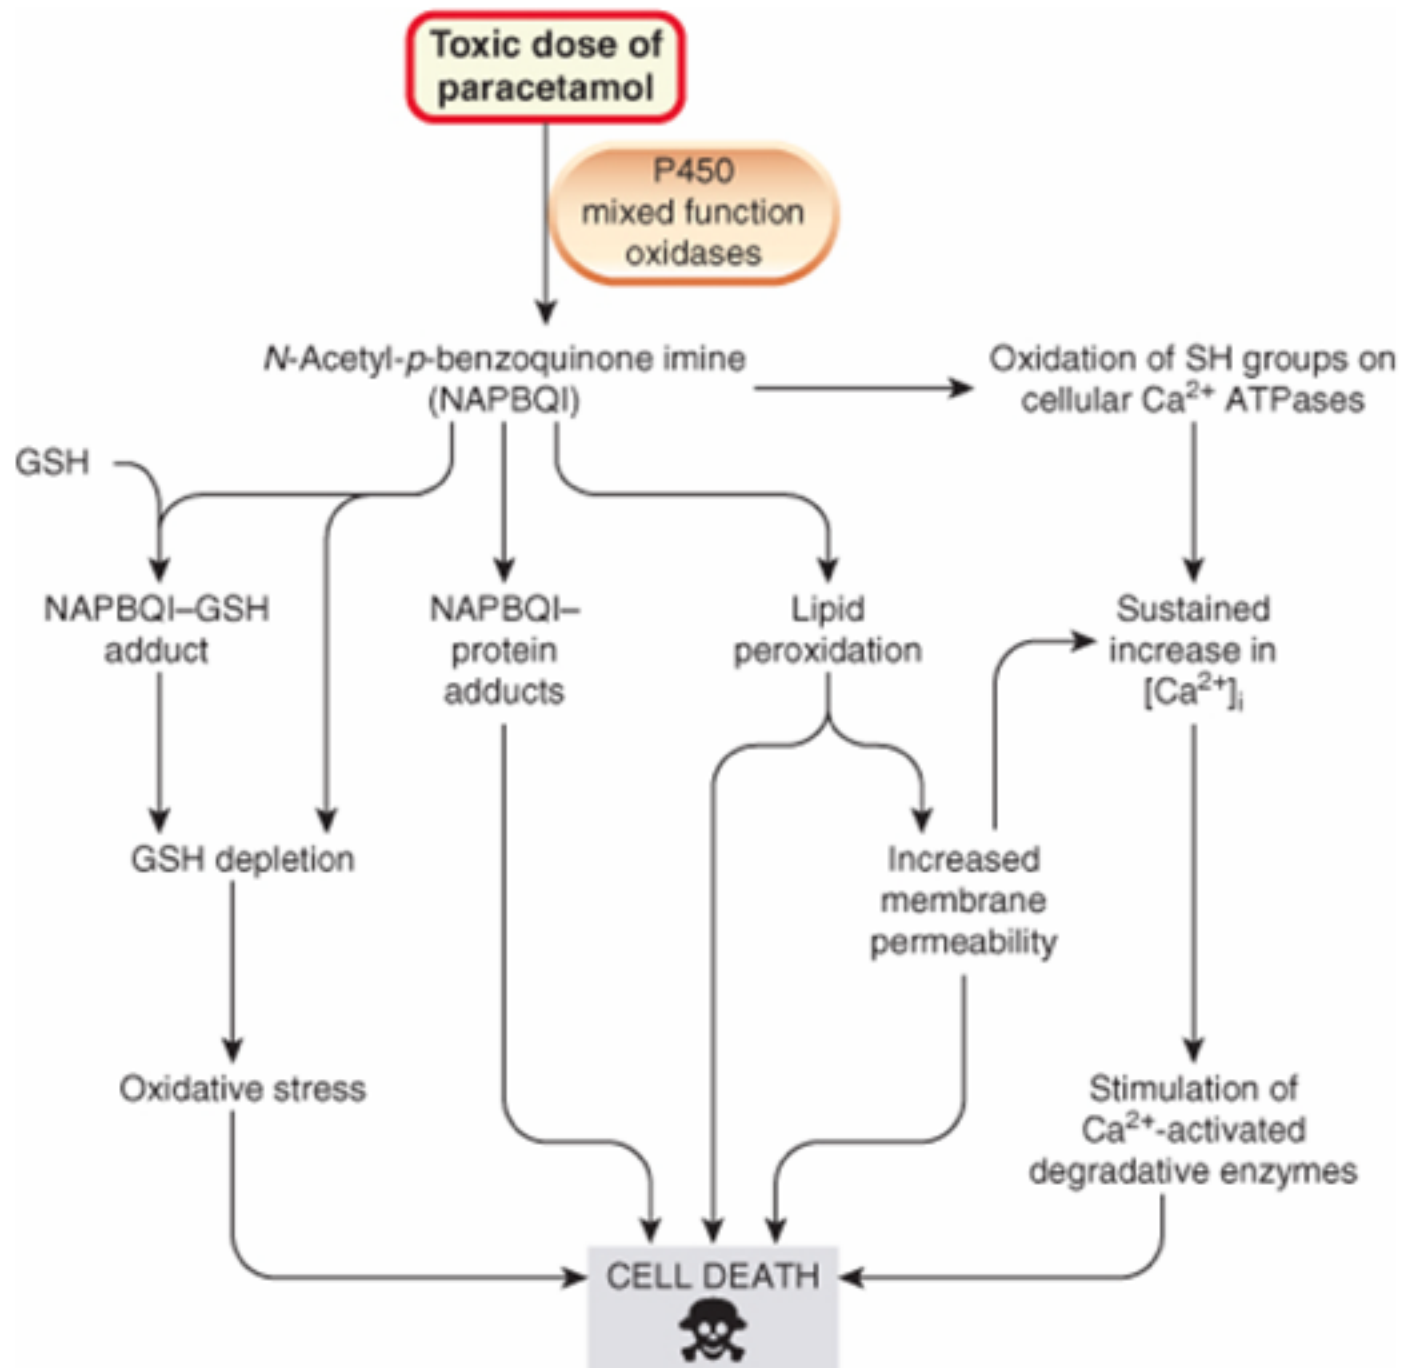 Toxic dose of
paracetamol
P450
mixed function
oxidases
N-Acetyl-p-benzoquinone imine
(NAPBQI)
Oxidation of SH groups on
cellular Ca²⁺ ATPases
GSH
NAPBQI–GSH
adduct
NAPBQI–
protein
adducts
Lipid
peroxidation
Sustained
increase in
[Ca²⁺]ᵢ
GSH depletion
Increased
membrane
permeability
Oxidative stress
Stimulation of
Ca²⁺-activated
degradative enzymes
CELL DEATH